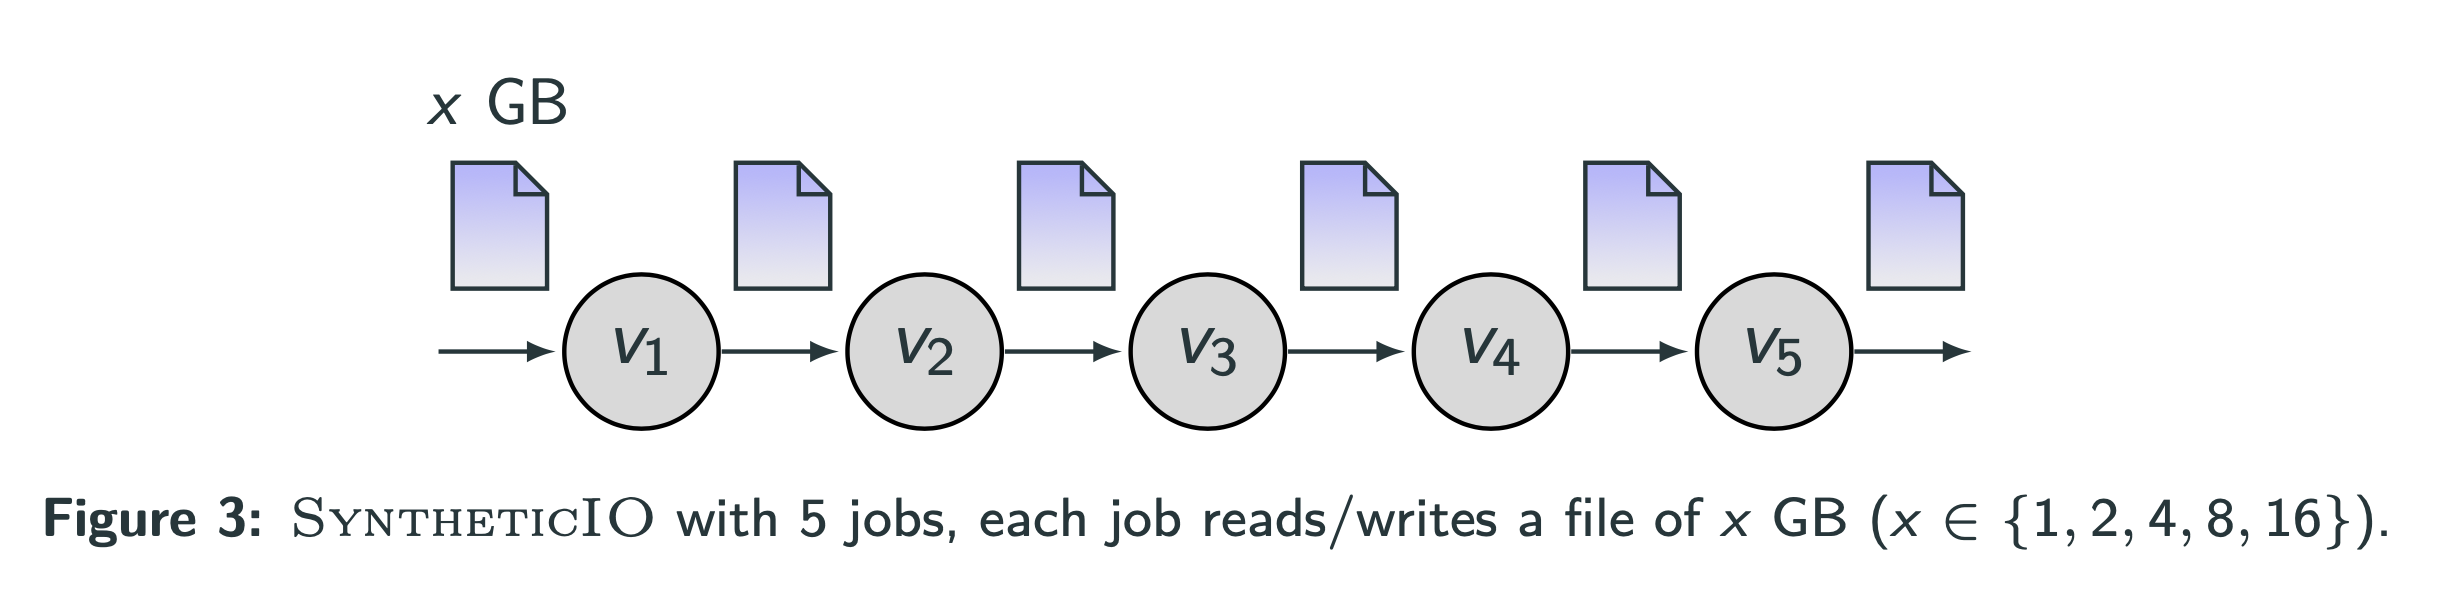 x GB
v1 v2 v3 v4 v5
Figure 3: SyntheticIO with 5 jobs, each job reads/writes a file of x GB (x ∈ {1, 2, 4, 8, 16}).